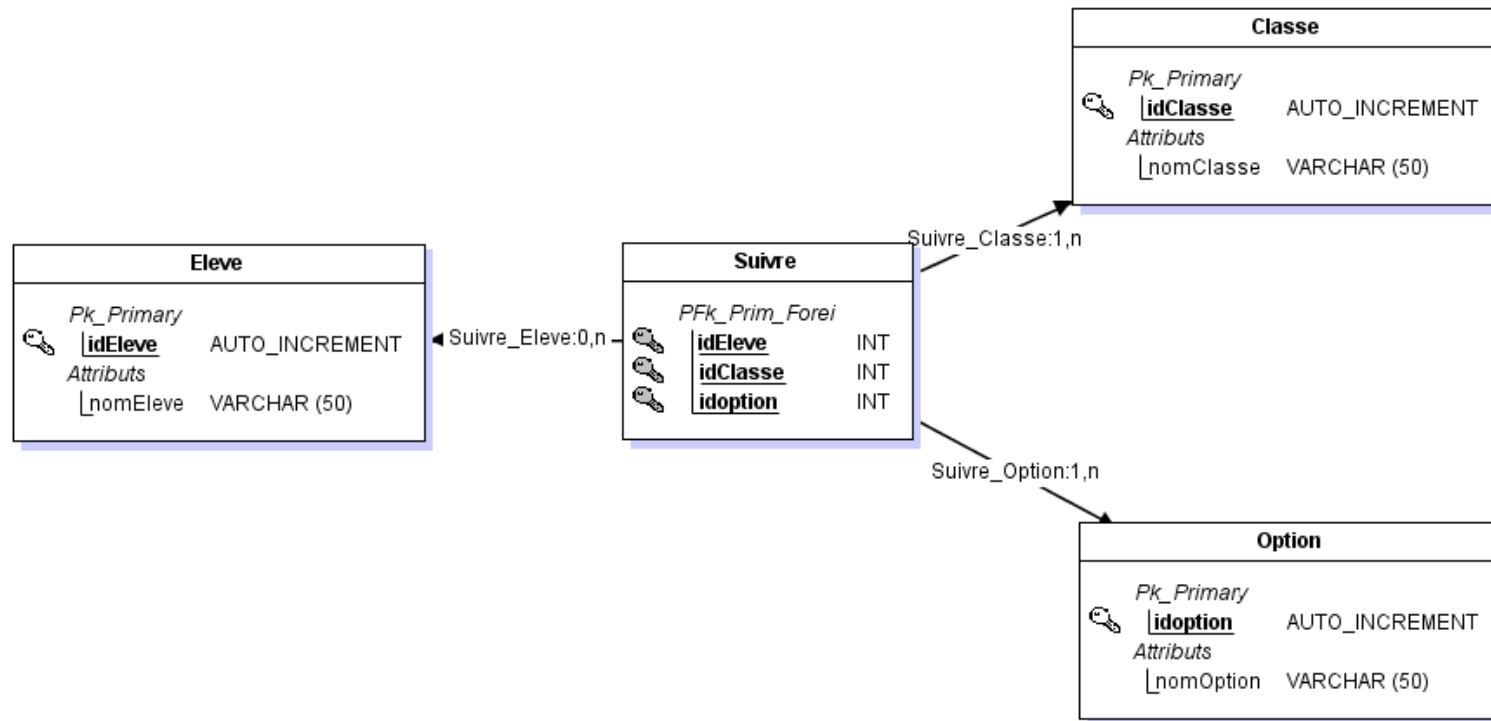 Classe
Pk_Primary
idClasse AUTO_INCREMENT
Attributs
nomClasse VARCHAR (50)
Suivre_Classe:1,n
Eleve
Pk_Primary
idEleve AUTO_INCREMENT
Attributs
nomEleve VARCHAR (50)
Suivre_Eleve:0,n
Suivre
PFk_Prim_Forei
idEleve INT
idClasse INT
idoption INT
Suivre_Option:1,n
Option
Pk_Primary
idoption AUTO_INCREMENT
Attributs
nomOption VARCHAR (50)